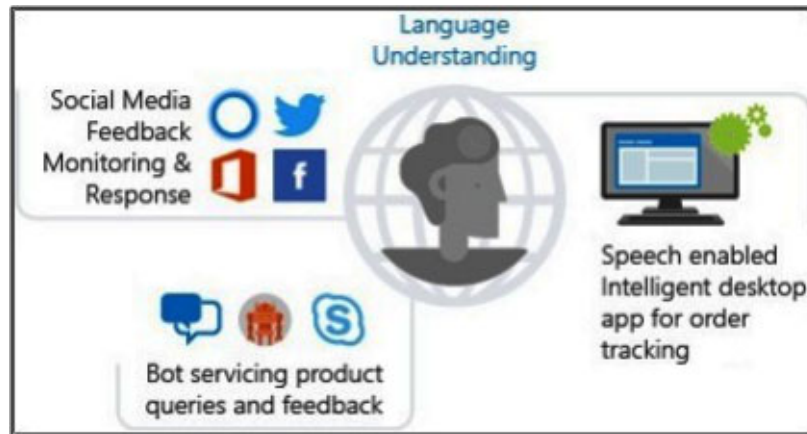 Language
Understanding
Social Media
Feedback
Monitoring &
Response
f
Speech enabled
Intelligent desktop
app for order
tracking
S
Bot servicing product
queries and feedback